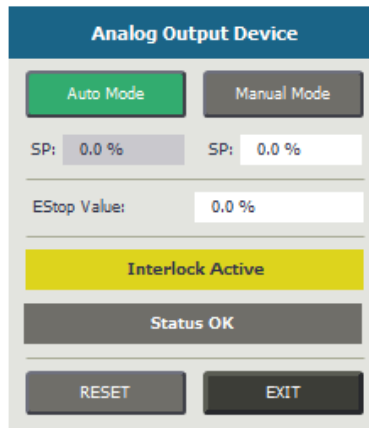 Analog Output Device
Auto Mode Manual Mode
SP: 0.0 % SP: 0.0 %
EStop Value: 0.0 %
Interlock Active
Status OK
RESET EXIT